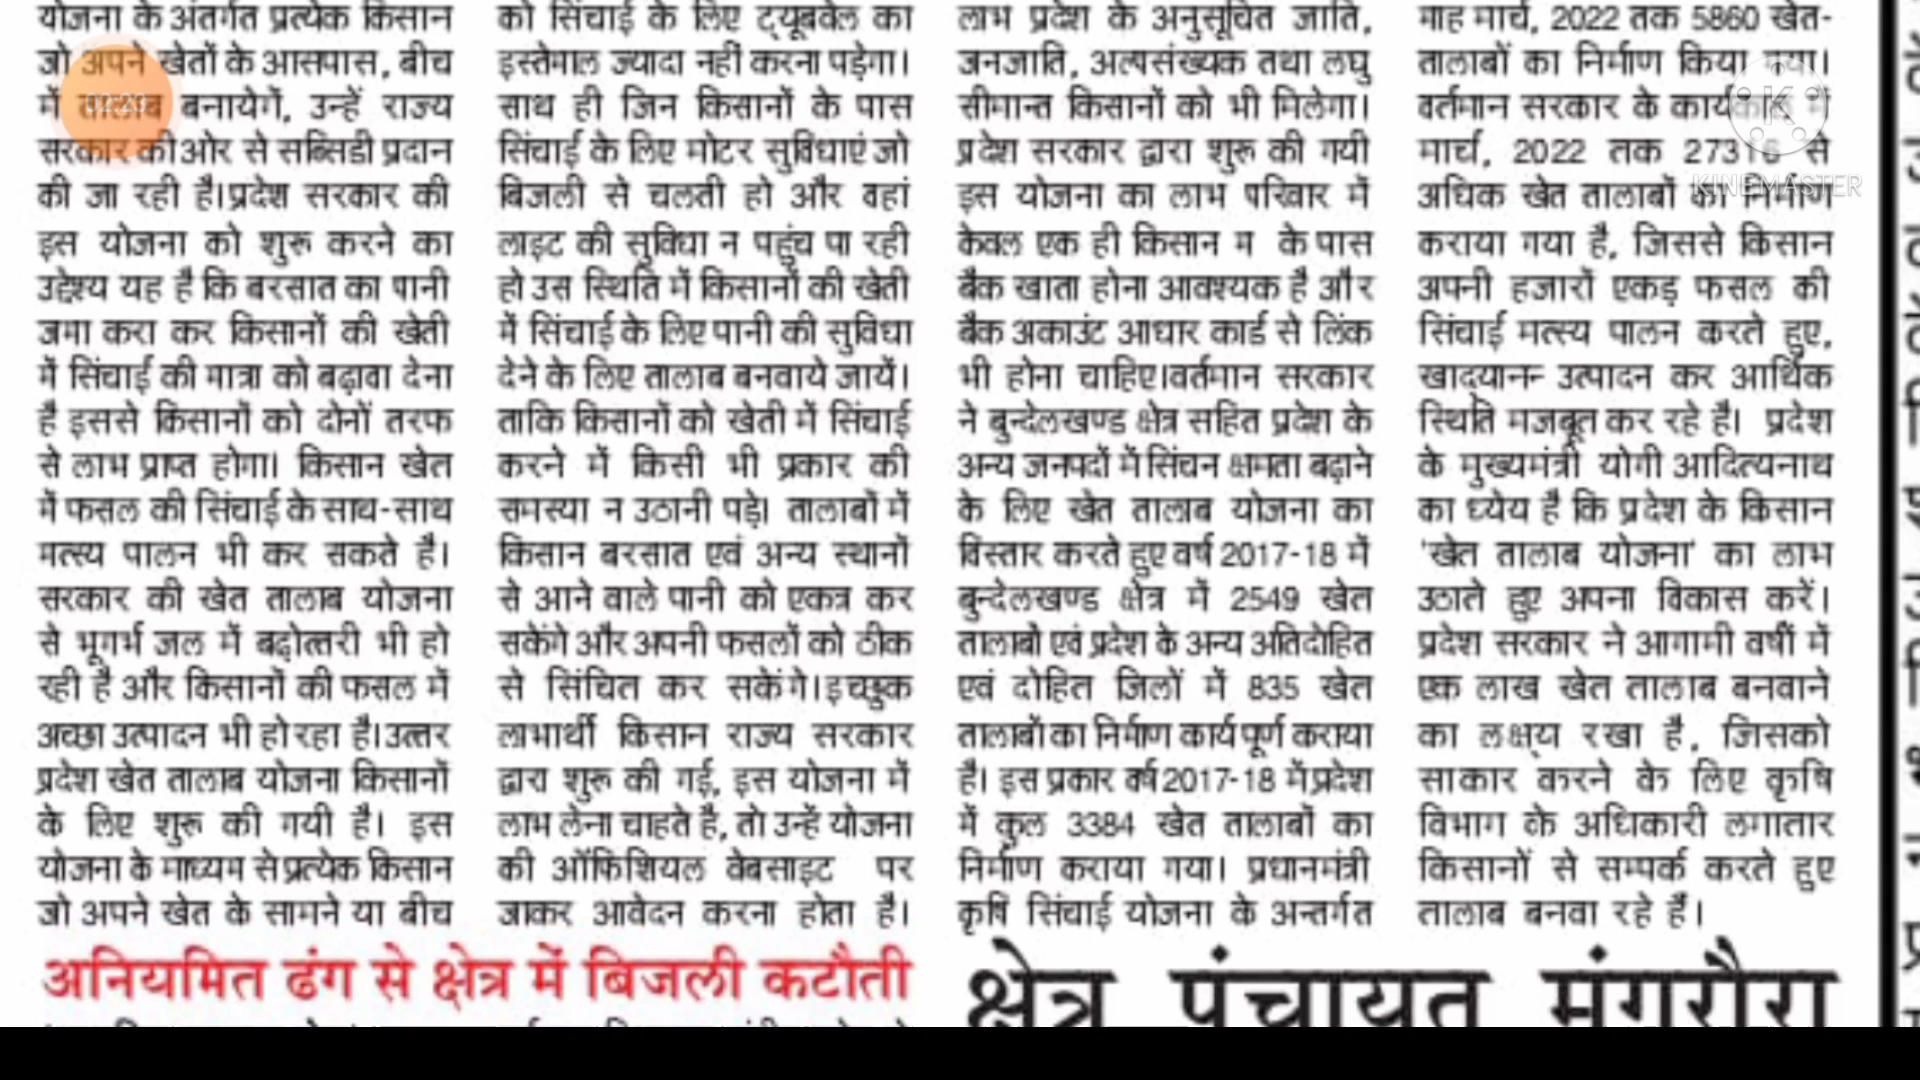 योजना के अंतर्गत प्रत्येक किसान
जो अपने खेतों के आसपास, बीच
में तालाब बनायेगें, उन्हें राज्य
सरकार की ओर से सब्सिडी प्रदान
की जा रही है।प्रदेश सरकार की
इस योजना को शुरू करने का
उद्देश्य यह है कि बरसात का पानी
जमा करा कर किसानों की खेती
में सिंचाई की मात्रा को बढ़ावा देना
है इससे किसानों को दोनों तरफ
से लाभ प्राप्त होगा। किसान खेत
में फसल की सिंचाई के साथ-साथ
मत्स्य पालन भी कर सकते है।
सरकार की खेत तालाब योजना
से भूगर्भ जल में बढ़ोत्तरी भी हो
रही है और किसानों की फसल में
अच्छा उत्पादन भी हो रहा है।उत्तर
प्रदेश खेत तालाब योजना किसानों
के लिए शुरू की गयी है। इस
योजना के माध्यम से प्रत्येक किसान
जो अपने खेत के सामने या बीच
को सिंचाई के लिए ट्यूबवेल का
इस्तेमाल ज्यादा नहीं करना पड़ेगा।
साथ ही जिन किसानों के पास
सिंचाई के लिए मोटर सुविधाएं जो
बिजली से चलती हो और वहां
लाइट की सुविधा न पहुंच पा रही
हो उस स्थिति में किसानों की खेती
में सिंचाई के लिए पानी की सुविधा
देने के लिए तालाब बनवाये जायें।
ताकि किसानों को खेती में सिंचाई
करने में किसी भी प्रकार की
समस्या न उठानी पड़े। तालाबों में
किसान बरसात एवं अन्य स्थानों
से आने वाले पानी को एकत्र कर
सकेंगे और अपनी फसलों को ठीक
से सिंचित कर सकेंगे।इच्छुक
लाभार्थी किसान राज्य सरकार
द्वारा शुरू की गई, इस योजना में
लाभ लेना चाहते है, तो उन्हें योजना
की ऑफिशियल वेबसाइट पर
जाकर आवेदन करना होता है।
लाभ प्रदेश के अनुसूचित जाति,
जनजाति, अल्पसंख्यक तथा लघु
सीमान्त किसानों को भी मिलेगा।
प्रदेश सरकार द्वारा शुरू की गयी
इस योजना का लाभ परिवार में
केवल एक ही किसान म के पास
बैक खाता होना आवश्यक है और
बैक अकाउंट आधार कार्ड से लिंक
भी होना चाहिए।वर्तमान सरकार
ने बुन्देलखण्ड क्षेत्र सहित प्रदेश के
अन्य जनपदों में सिंचन क्षमता बढ़ाने
के लिए खेत तालाब योजना का
विस्तार करते हुए वर्ष 2017-18 में
बुन्देलखण्ड क्षेत्र में 2549 खेत
तालाबों एवं प्रदेश के अन्य अतिदोहित
एवं दोहित जिलों में 835 खेत
तालाबों का निर्माण कार्य पूर्ण कराया
है। इस प्रकार वर्ष 2017-18 में प्रदेश
में कुल 3384 खेत तालाबों का
निर्माण कराया गया। प्रधानमंत्री
कृषि सिंचाई योजना के अन्तर्गत
माह मार्च, 2022 तक 5860 खेत-
तालाबों का निर्माण किया गया।
वर्तमान सरकार के कार्यकाल में
मार्च, 2022 तक 27316 से
अधिक खेत तालाबों का निर्माण
कराया गया है, जिससे किसान
अपनी हजारों एकड़ फसल की
सिंचाई मत्स्य पालन करते हुए,
खाद्यान्न उत्पादन कर आर्थिक
स्थिति मजबूत कर रहे है। प्रदेश
के मुख्यमंत्री योगी आदित्यनाथ
का ध्येय है कि प्रदेश के किसान
'खेत तालाब योजना' का लाभ
उठाते हुए अपना विकास करें।
प्रदेश सरकार ने आगामी वर्षों में
एक लाख खेत तालाब बनवाने
का लक्ष्य रखा है, जिसको
साकार करने के लिए कृषि
विभाग के अधिकारी लगातार
किसानों से सम्पर्क करते हुए
तालाब बनवा रहे हैं।
अनियमित ढंग से क्षेत्र में बिजली कटौती
क्षेत्र पंचायत मंगरौरा
02:23
K
KINEMASTER